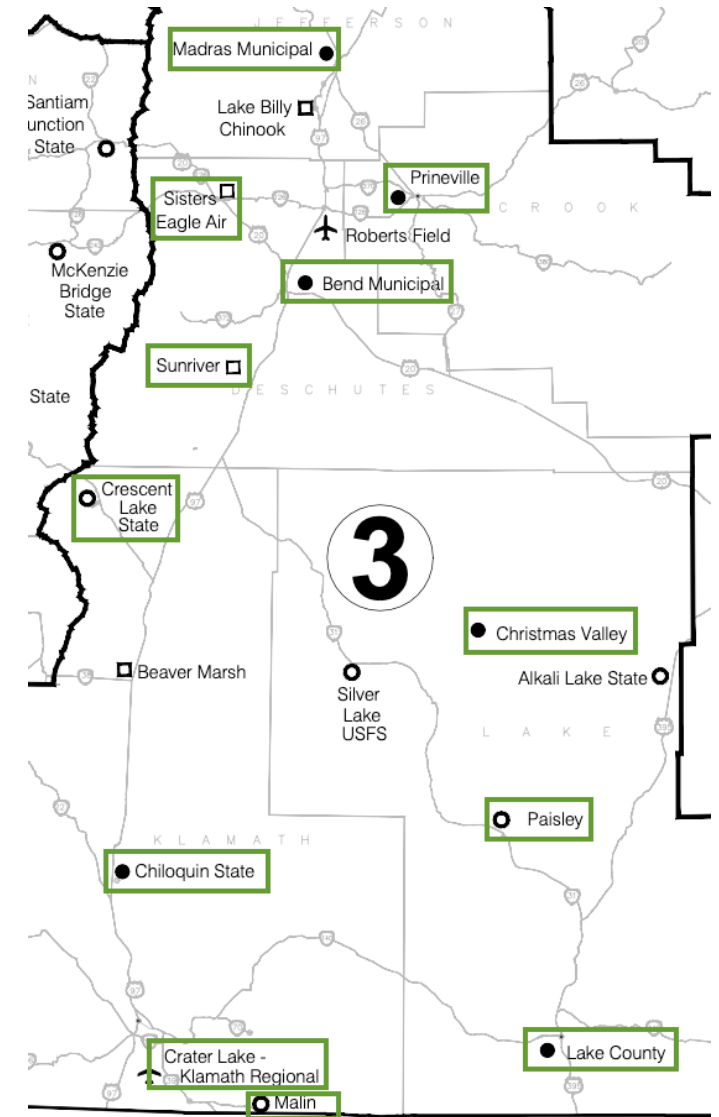 JEFFERSON
Madras Municipal
Lake Billy
Chinook
Santiam
unction
State
Prineville
Sisters
Eagle Air
CROOK
Roberts Field
McKenzie
Bridge
State
Bend Municipal
Sunriver
State
DESCHUTES
Crescent
Lake
State
3
Christmas Valley
Beaver Marsh
Alkali Lake State
Silver
Lake
USFS
LAKE
Paisley
KLAMATH
Chiloquin State
Crater Lake -
Klamath Regional
Lake County
Malin